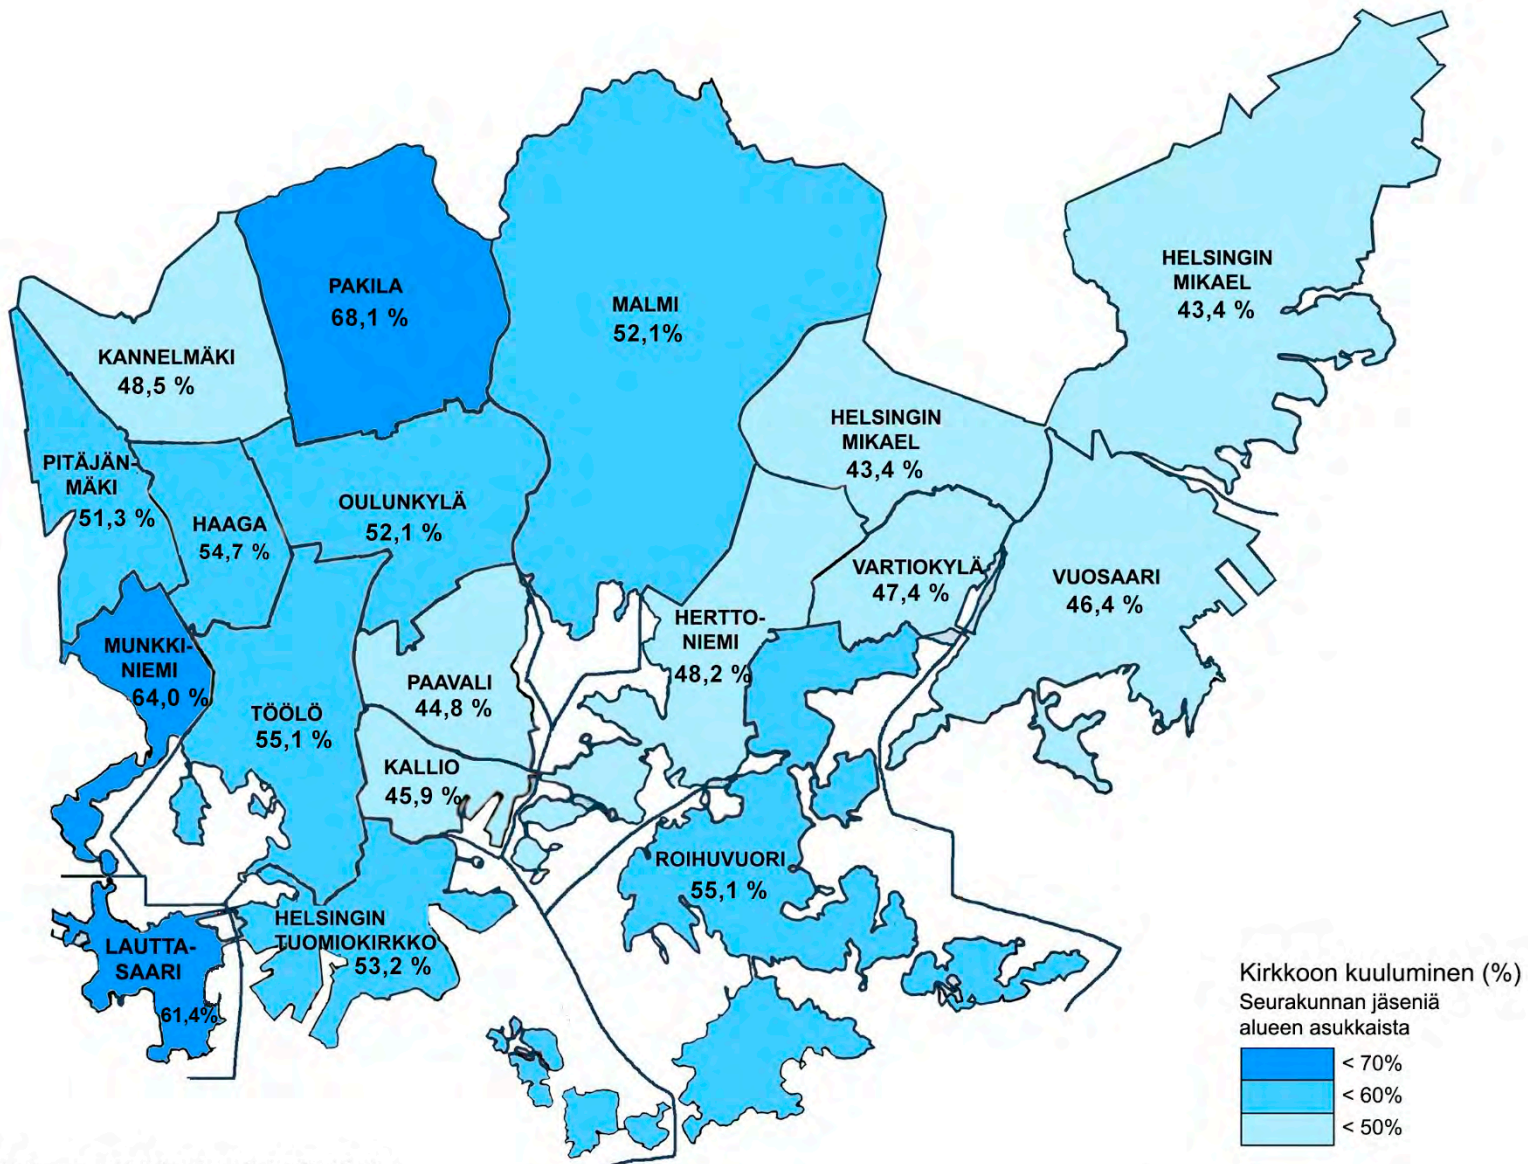 PAKILA
68,1 %
MALMI
52,1%
HELSINGIN
MIKAEL
43,4 %
KANNELMÄKI
48,5 %
HELSINGIN
MIKAEL
43,4 %
PITÄJÄN-
MÄKI
51,3 %
HAAGA
54,7 %
OULUNKYLÄ
52,1 %
VARTIOKYLÄ
47,4 %
VUOSAARI
46,4 %
MUNKKI-
NIEMI
64,0 %
HERTTO-
NIEMI
48,2 %
PAAVALI
44,8 %
TÖÖLÖ
55,1 %
KALLIO
45,9 %
ROIHUVUORI
55,1 %
HELSINGIN
TUOMIOKIRKKO
53,2 %
LAUTTA-
SAARI
61,4%
Kirkkoon kuuluminen (%)
Seurakunnan jäseniä
alueen asukkaista
< 70%
< 60%
< 50%